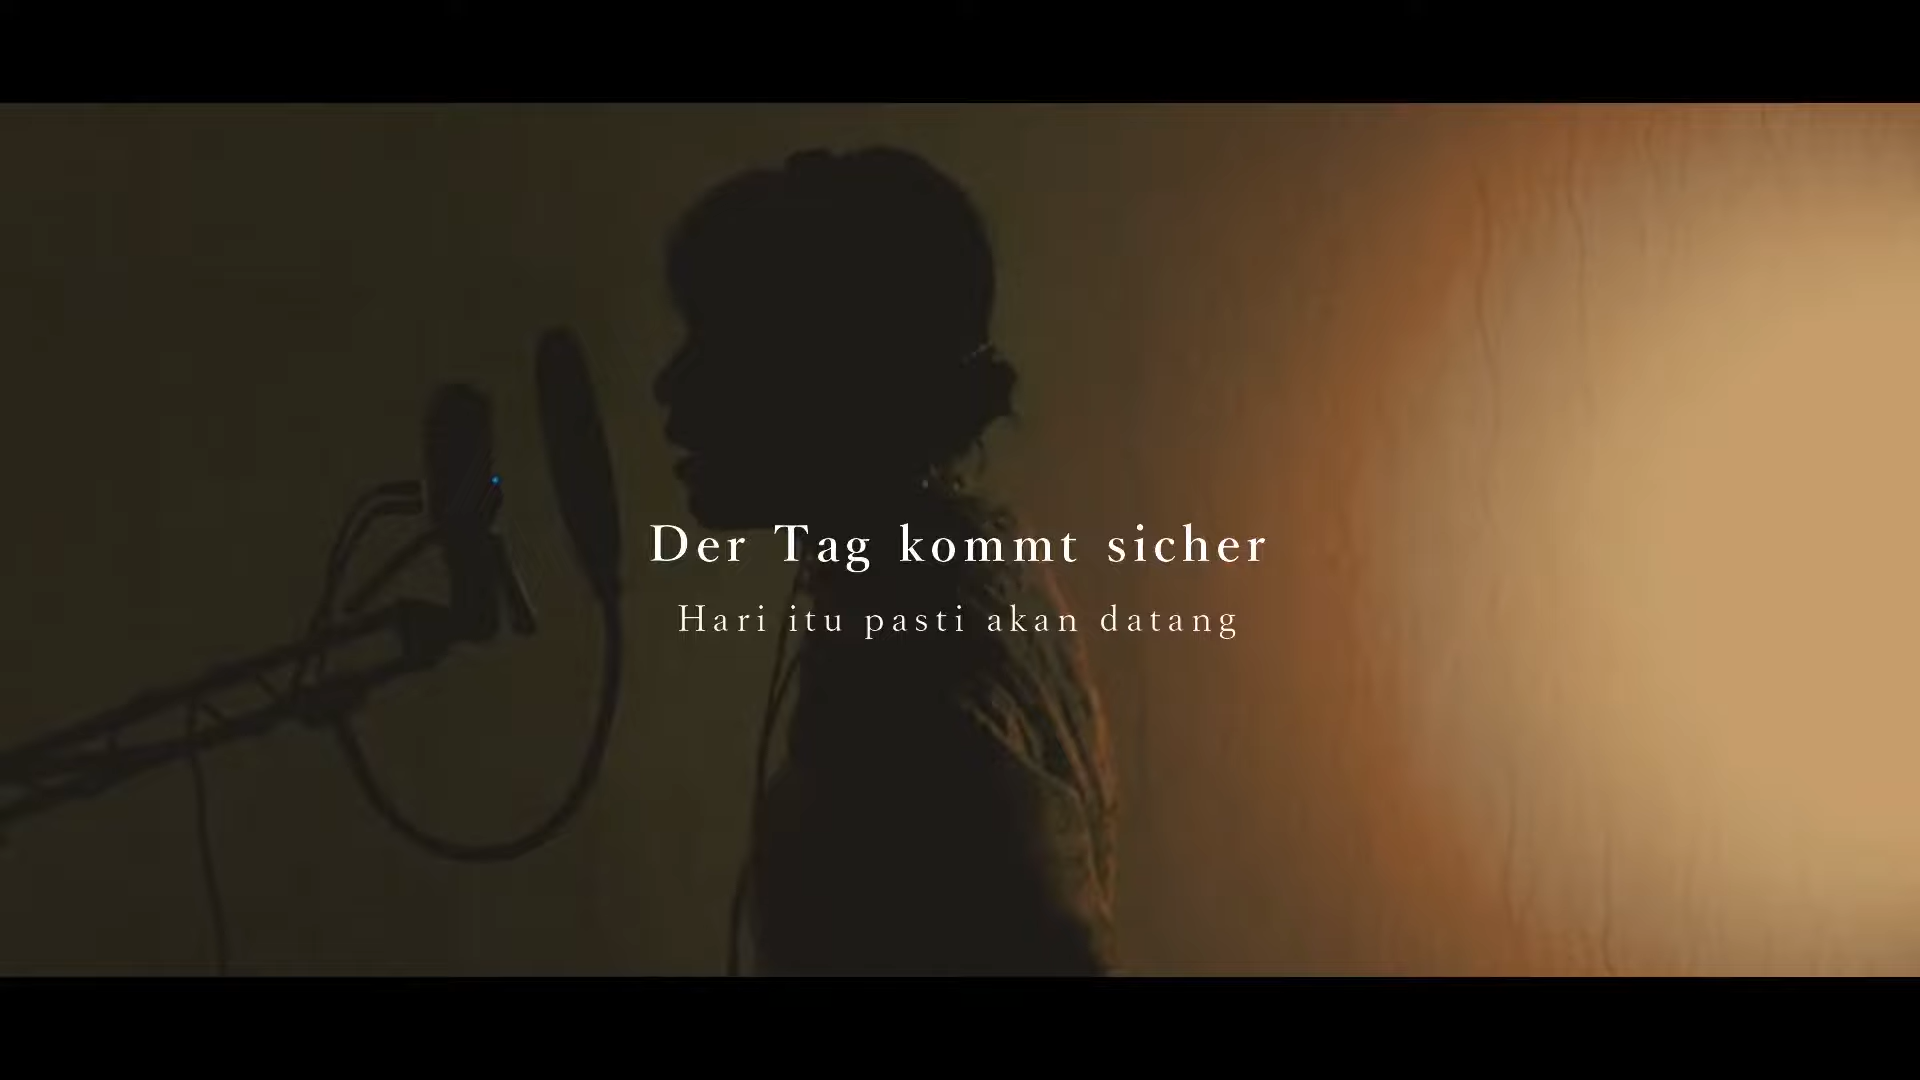 Der Tag kommt sicher
Hari itu pasti akan datang